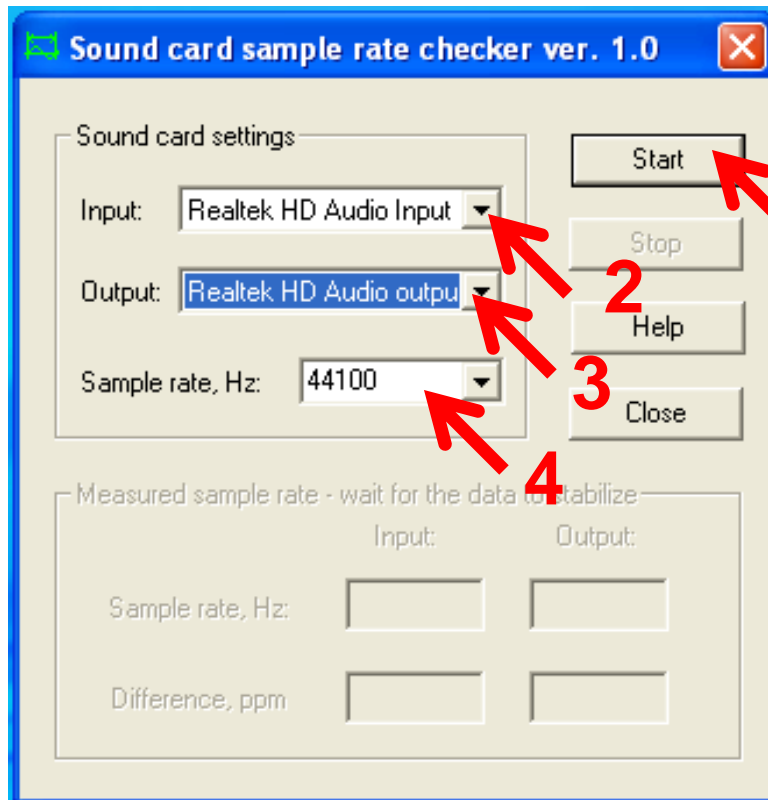 Sound card sample rate checker ver. 1.0
Sound card settings
Input: Realtek HD Audio Input
Output: Realtek HD Audio outpu
Sample rate, Hz: 44100
Start
Stop
Help
Close
2
3
4
Measured sample rate - wait for the data to stabilize
Input: Output:
Sample rate, Hz:
Difference, ppm